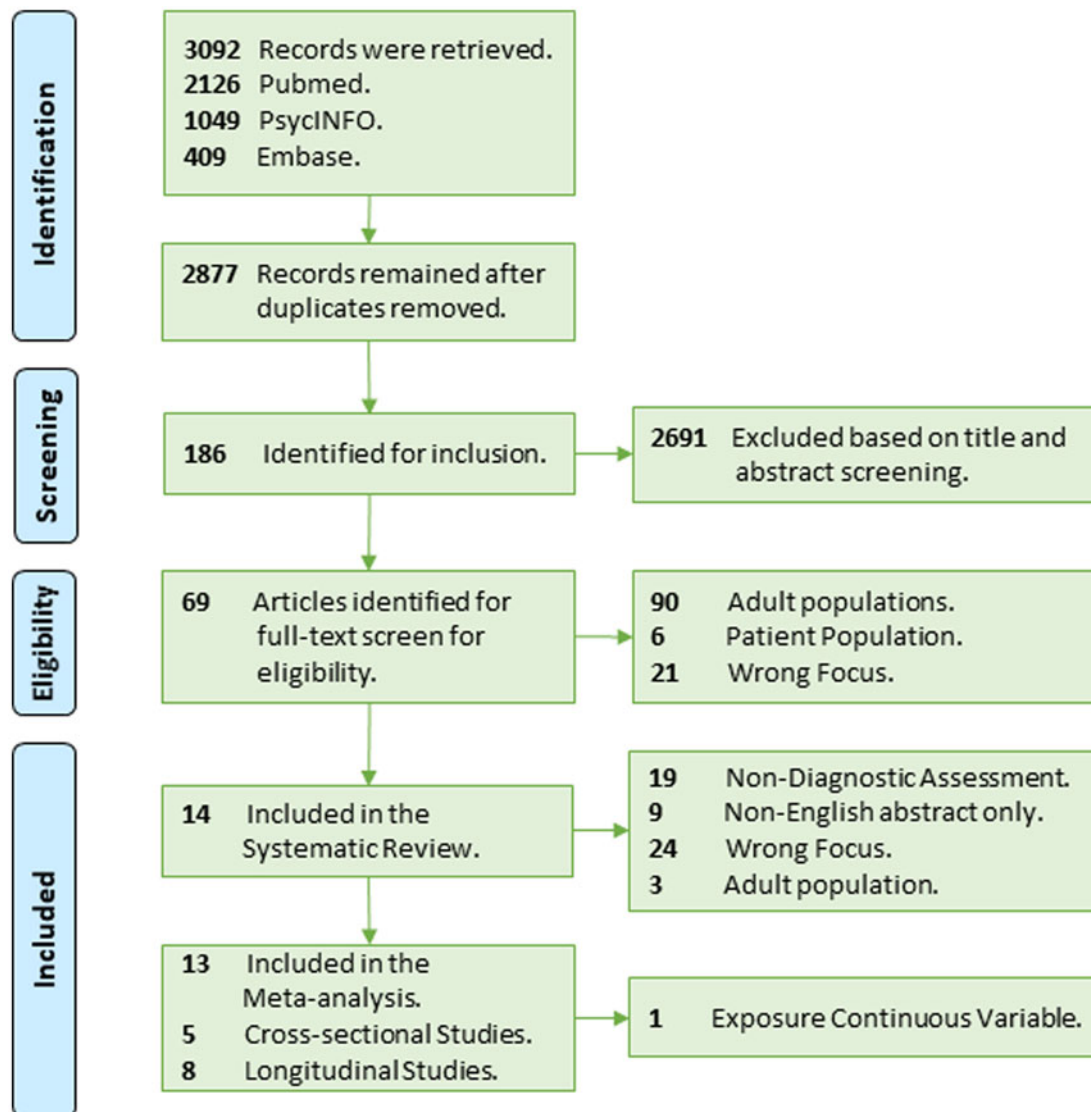 Identification
3092 Records were retrieved.
2126 Pubmed.
1049 PsycINFO.
409 Embase.
2877 Records remained after
duplicates removed.
Screening
186 Identified for inclusion.
2691 Excluded based on title and
abstract screening.
Eligibility
69 Articles identified for
full-text screen for
eligibility.
90 Adult populations.
6 Patient Population.
21 Wrong Focus.
Included
14 Included in the
Systematic Review.
19 Non-Diagnostic Assessment.
9 Non-English abstract only.
24 Wrong Focus.
3 Adult population.
13 Included in the
Meta-analysis.
5 Cross-sectional Studies.
8 Longitudinal Studies.
1 Exposure Continuous Variable.